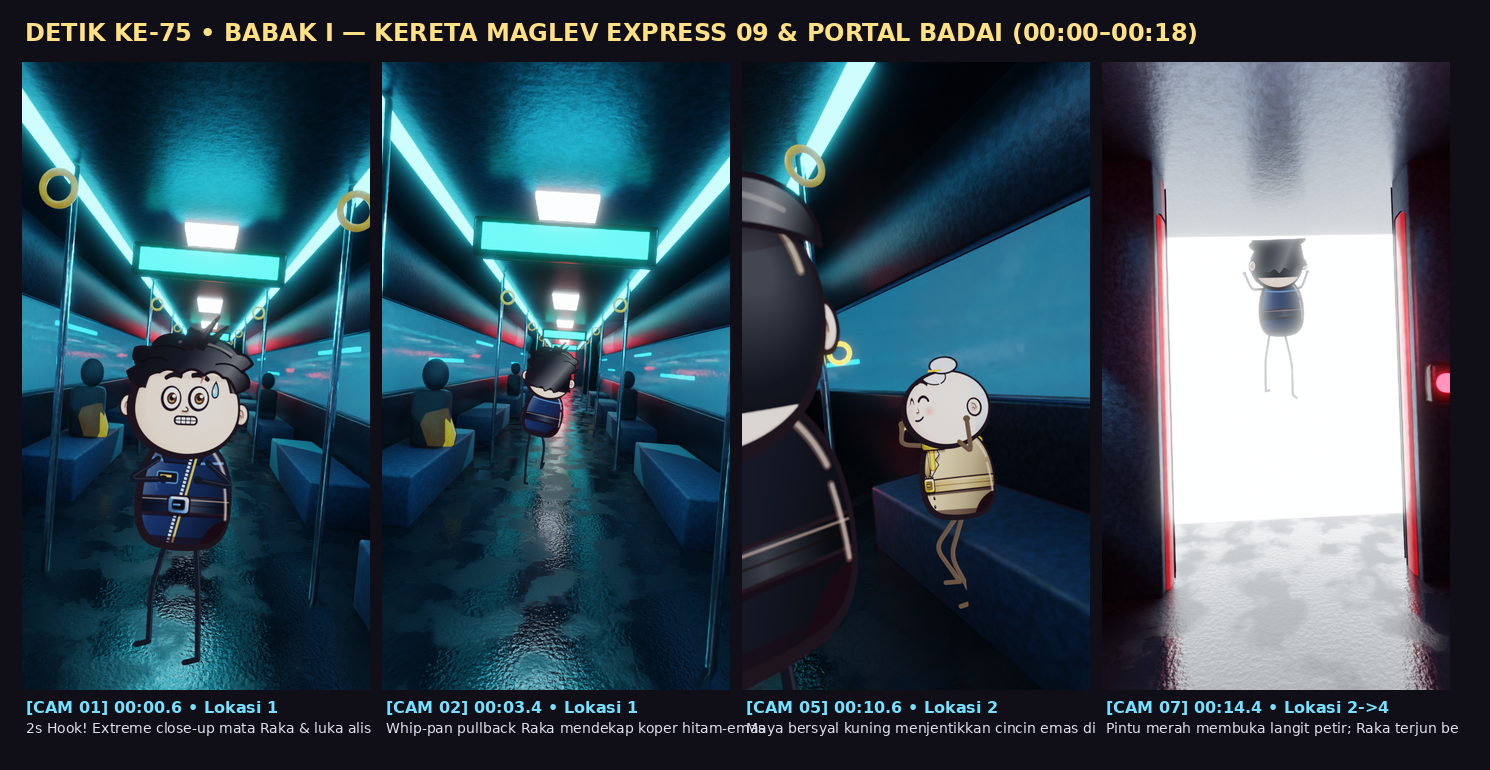 DETIK KE-75 • BABAK I — KERETA MAGLEV EXPRESS 09 & PORTAL BADAI (00:00–00:18)
[CAM 01] 00:00.6 • Lokasi 1
2s Hook! Extreme close-up mata Raka & luka alis
[CAM 02] 00:03.4 • Lokasi 1
Whip-pan pullback Raka mendekap koper hitam-emas
[CAM 05] 00:10.6 • Lokasi 2
Maya bersyal kuning menjentikkan cincin emas di
[CAM 07] 00:14.4 • Lokasi 2->4
Pintu merah membuka langit petir; Raka terjun be